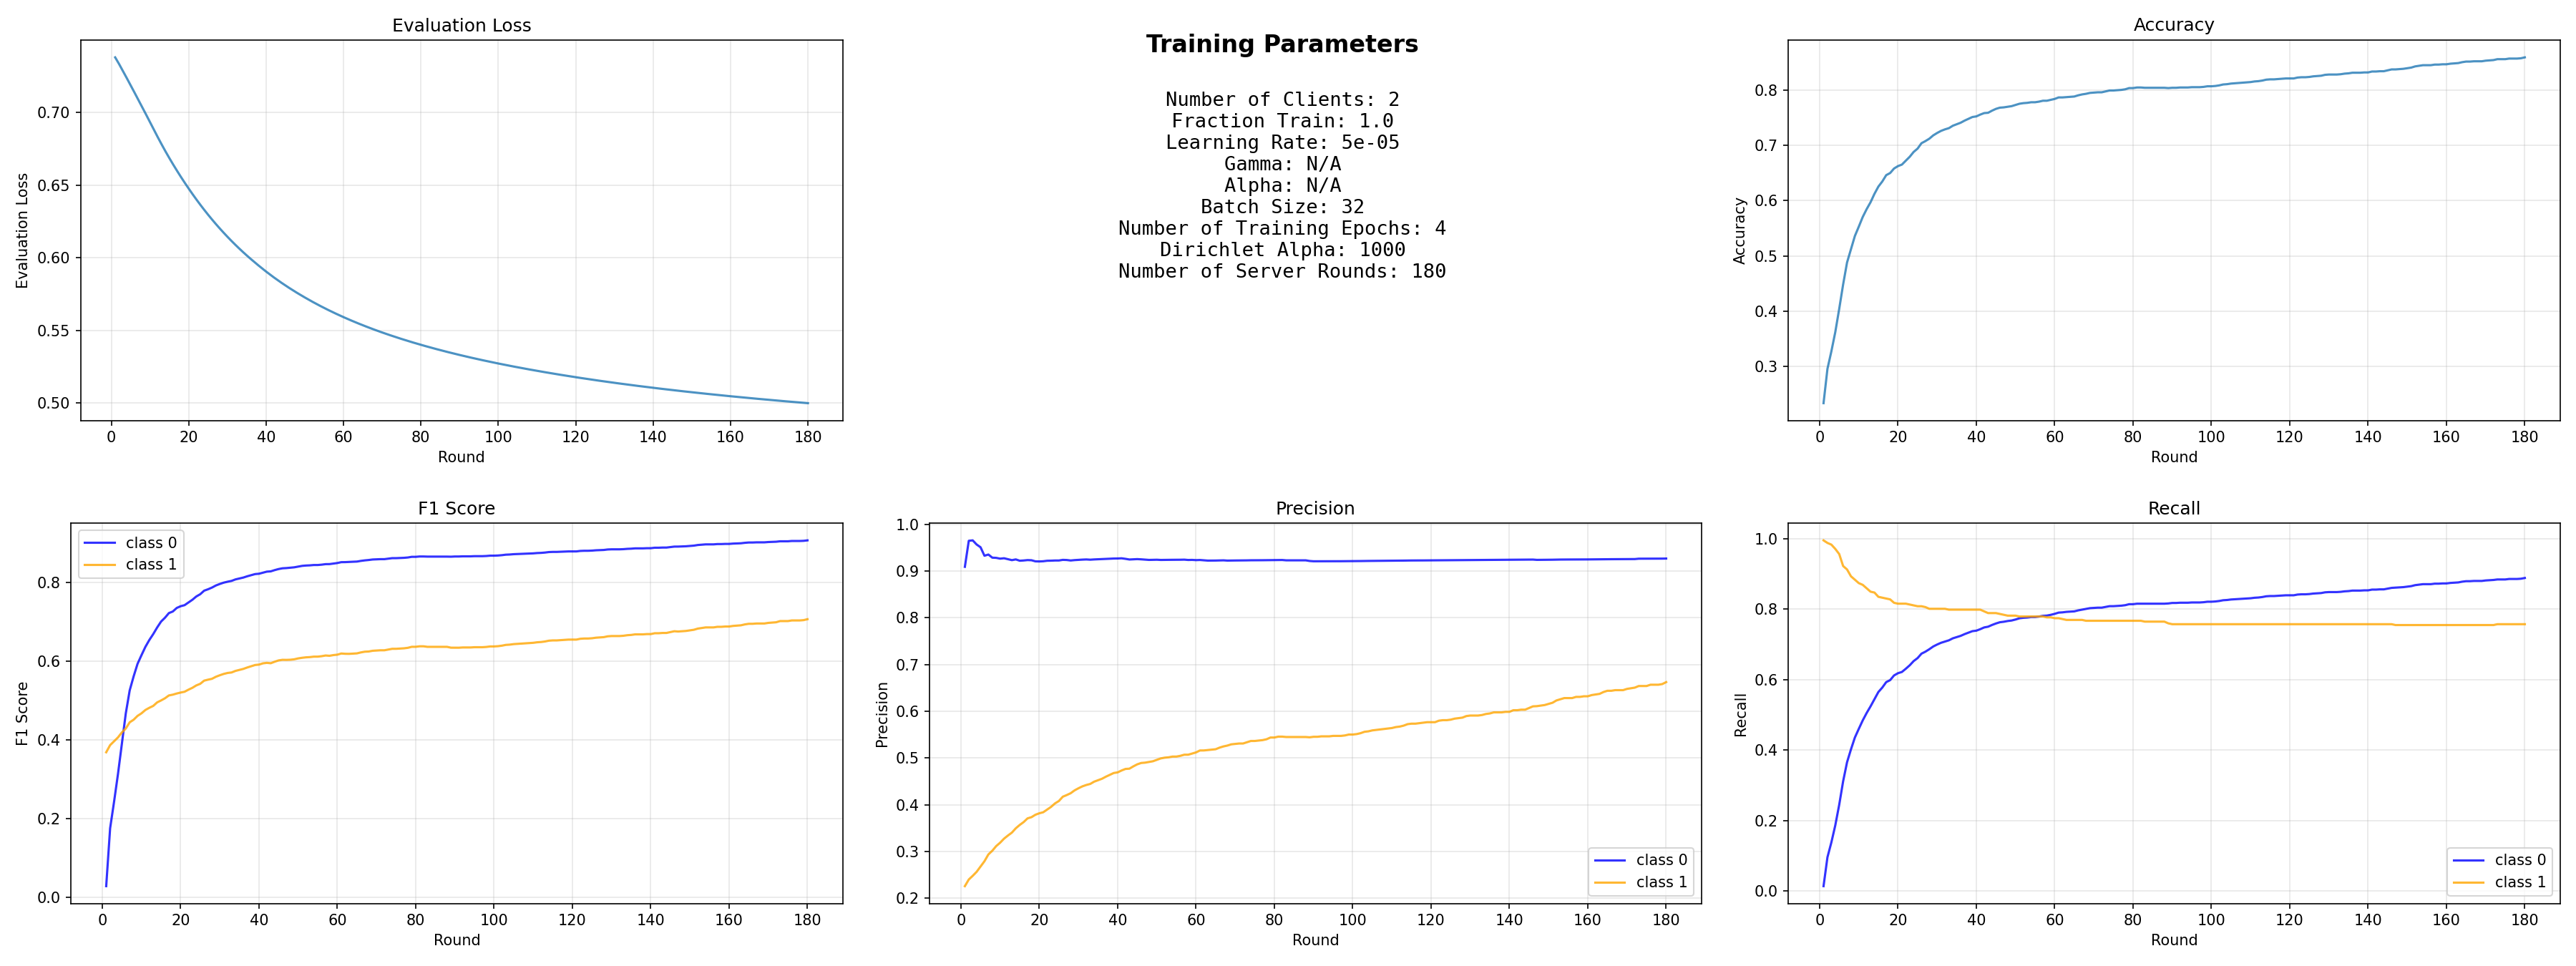 Evaluation Loss
Evaluation Loss
0.70
0.65
0.60
0.55
0.50
0 20 40 60 80 100 120 140 160 180
Round
Training Parameters
Number of Clients: 2
Fraction Train: 1.0
Learning Rate: 5e-05
Gamma: N/A
Alpha: N/A
Batch Size: 32
Number of Training Epochs: 4
Dirichlet Alpha: 1000
Number of Server Rounds: 180
Accuracy
Accuracy
0.8
0.7
0.6
0.5
0.4
0.3
0 20 40 60 80 100 120 140 160 180
Round
F1 Score
F1 Score
class 0
class 1
0.8
0.6
0.4
0.2
0.0
0 20 40 60 80 100 120 140 160 180
Round
Precision
Precision
1.0
0.9
0.8
0.7
0.6
0.5
0.4
0.3
0.2
class 0
class 1
0 20 40 60 80 100 120 140 160 180
Round
Recall
Recall
1.0
0.8
0.6
0.4
0.2
0.0
class 0
class 1
0 20 40 60 80 100 120 140 160 180
Round